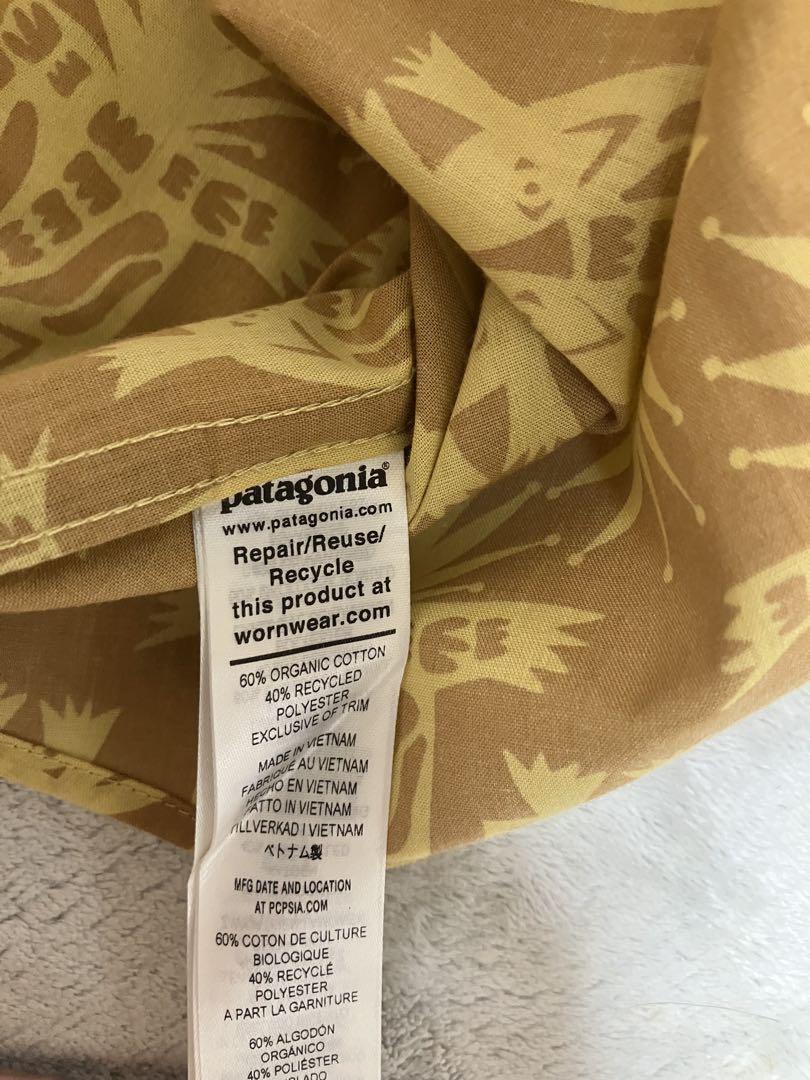 patagonia®
www.patagonia.com
Repair/Reuse/
Recycle
this product at
wornwear.com
60% ORGANIC COTTON
40% RECYCLED
POLYESTER
EXCLUSIVE OF TRIM
MADE IN VIETNAM
FABRIQUE AU VIETNAM
HECHO EN VIETNAM
FATTO IN VIETNAM
TILLVERKAD I VIETNAM
ベトナム製
MFG DATE AND LOCATION
AT PCPSIA.COM
60% COTON DE CULTURE
BIOLOGIQUE
40% RECYCLÉ
POLYESTER
A PART LA GARNITURE
60% ALGODÓN
ORGÁNICO
40% POLIÉSTER